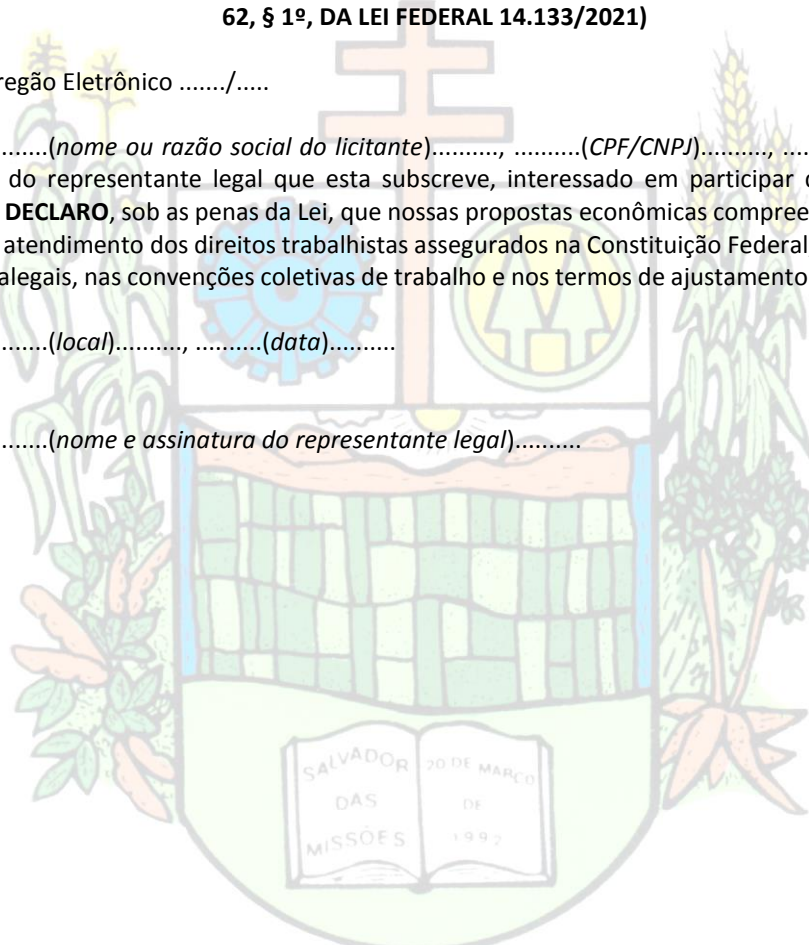 62, § 1º, DA LEI FEDERAL 14.133/2021)
regão Eletrônico ......./.....
.......(nome ou razão social do licitante).........., ..........(CPF/CNPJ).........., .....
do representante legal que esta subscreve, interessado em participar
DECLARO, sob as penas da Lei, que nossas propostas econômicas compree
atendimento dos direitos trabalhistas assegurados na Constituição Federal
alegais, nas convenções coletivas de trabalho e nos termos de ajustamento
.......(local).........., ..........(data)..........
.......(nome e assinatura do representante legal)..........
SALVADOR DAS MISSÕES
20 DE MARCO DE 1992